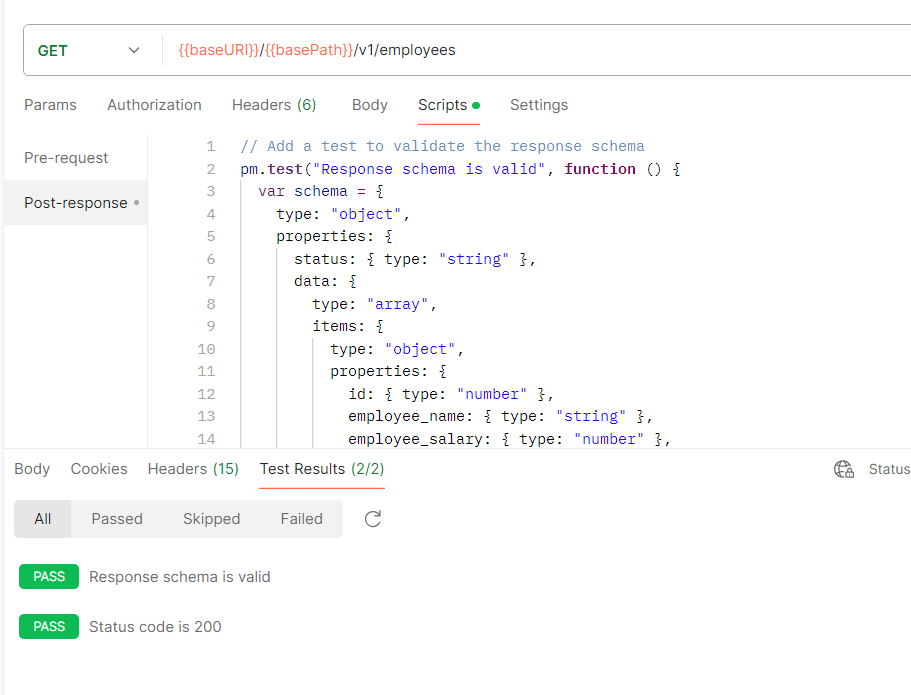 GET {{baseURI}}/{{basePath}}/v1/employees
Params Authorization Headers (6) Body Scripts Settings
Pre-request
Post-response
1 // Add a test to validate the response schema
2 pm.test("Response schema is valid", function () {
3 var schema = {
4 type: "object",
5 properties: {
6 status: { type: "string" },
7 data: {
8 type: "array",
9 items: {
10 type: "object",
11 properties: {
12 id: { type: "number" },
13 employee_name: { type: "string" },
14 employee_salary: { type: "number" },
Body Cookies Headers (15) Test Results (2/2) Status
All Passed Skipped Failed
PASS Response schema is valid
PASS Status code is 200